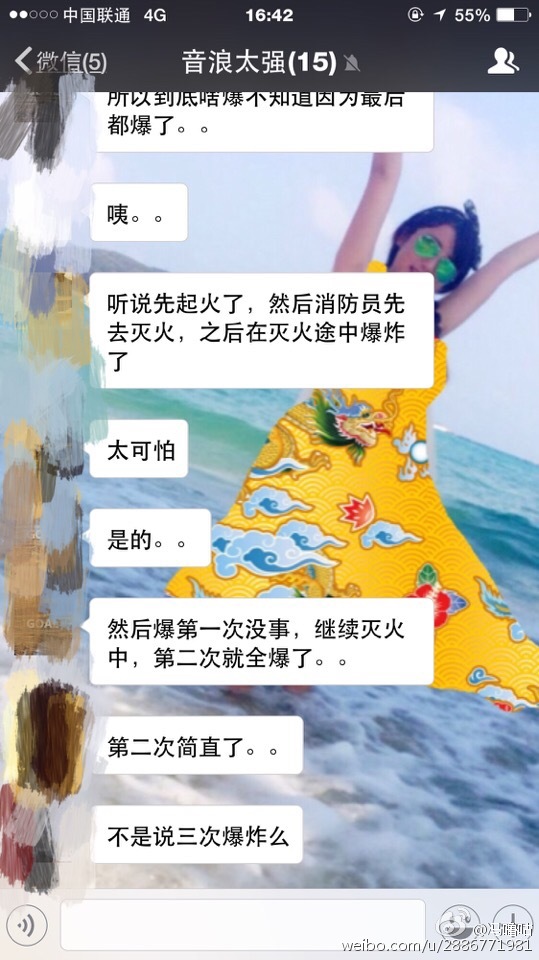 中国联通 4G 16:42 55%
微信(5) 音浪太强(15)
所以到底啥爆不知道因为最后
都爆了。。
咦。。
听说先起火了，然后消防员先
去灭火，之后在灭火途中爆炸
了
太可怕
是的。。
然后爆第一次没事，继续灭火
中，第二次就全爆了。。
第二次简直了。。
不是说三次爆炸么
weibo.com/u/2886771981